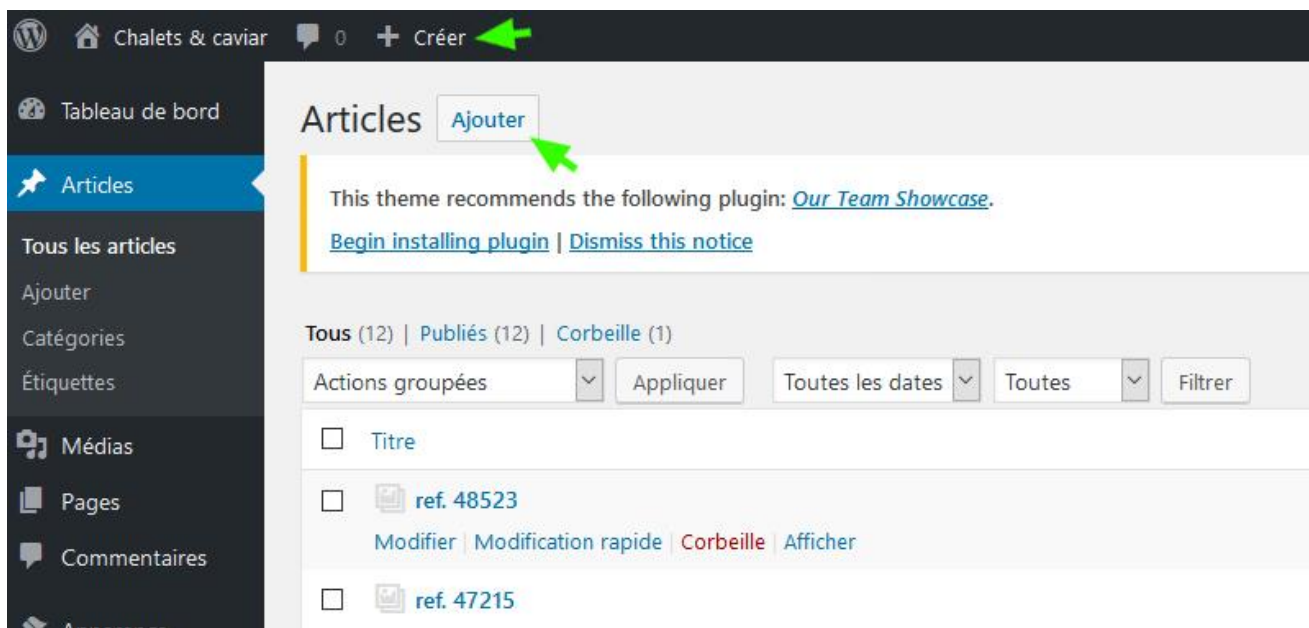 Chalets & caviar 0 + Créer
Tableau de bord
Articles
Tous les articles
Ajouter
Catégories
Étiquettes
Médias
Pages
Commentaires
Articles Ajouter
This theme recommends the following plugin: Our Team Showcase.
Begin installing plugin | Dismiss this notice
Tous (12) | Publiés (12) | Corbeille (1)
Actions groupées Appliquer Toutes les dates Toutes Filtrer
Titre
ref. 48523
Modifier | Modification rapide | Corbeille | Afficher
ref. 47215